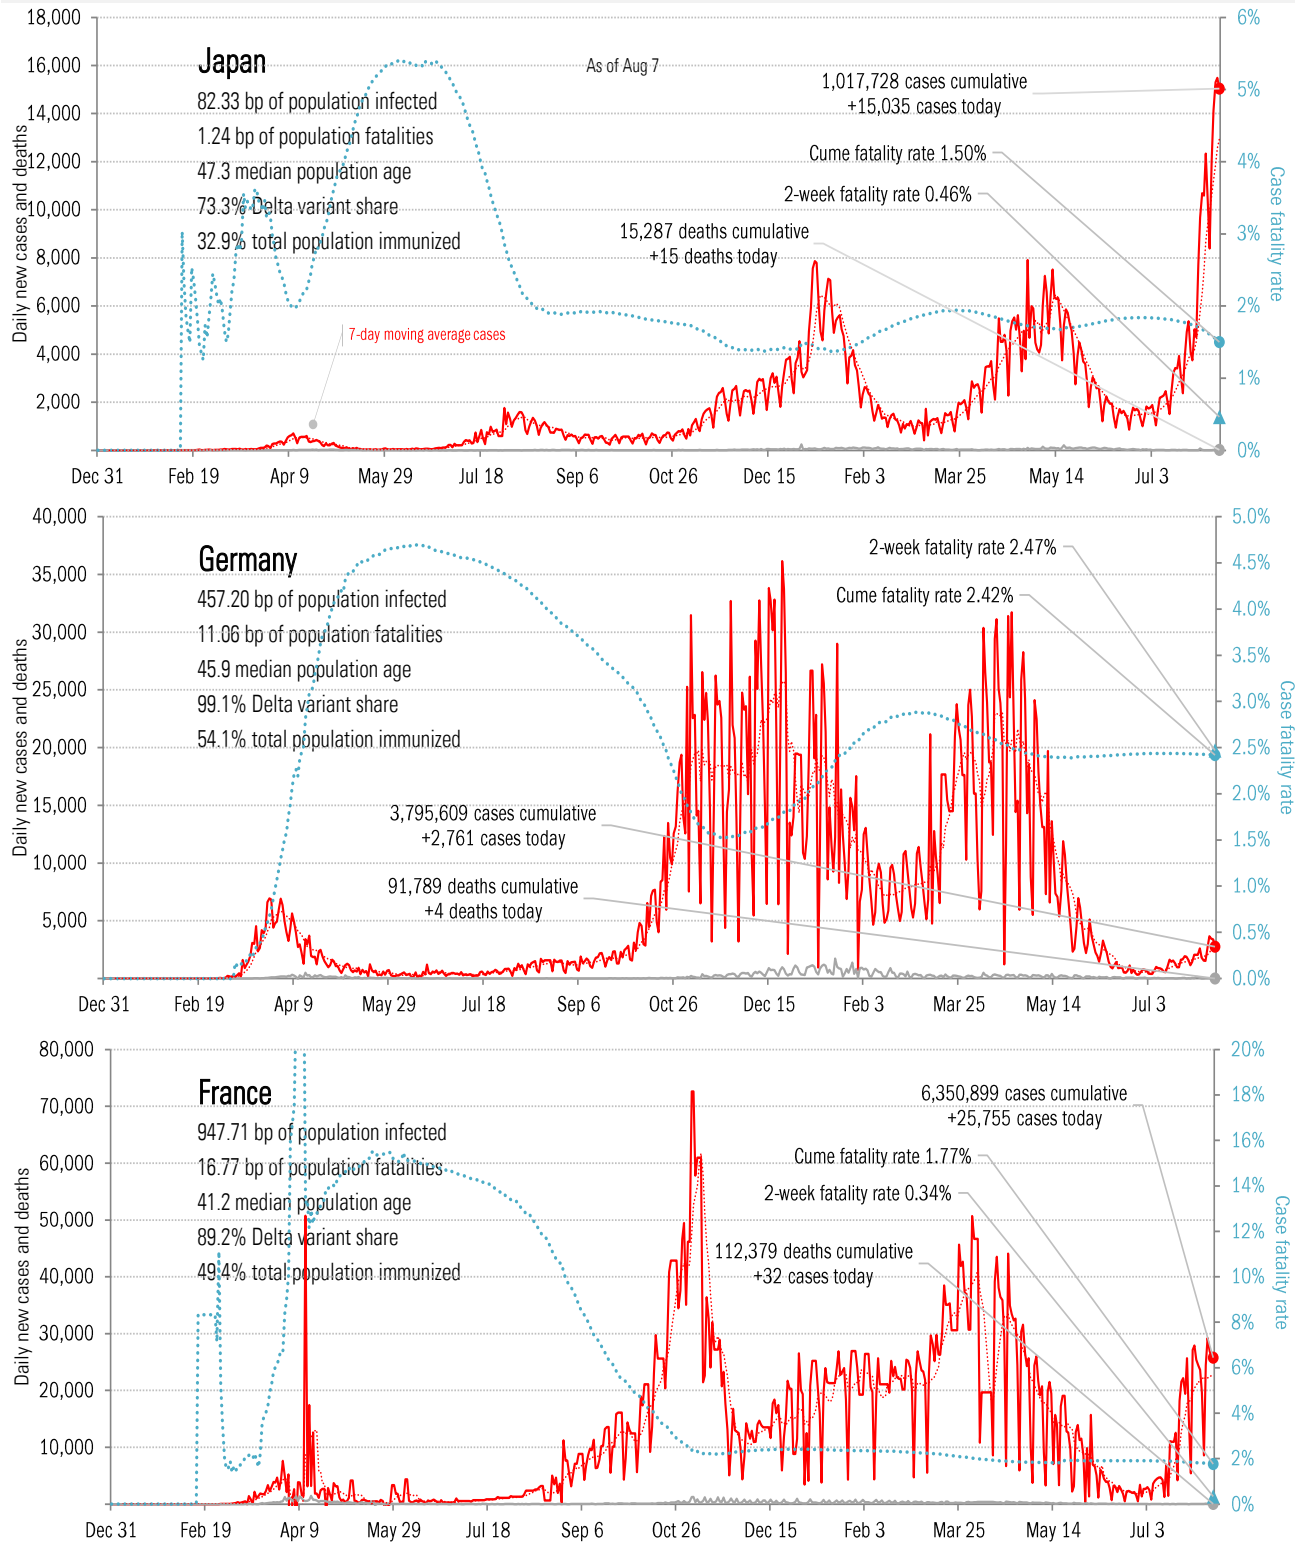 18,000
16,000
14,000
12,000
10,000
8,000
6,000
4,000
2,000
Daily new cases and deaths
Japan
82.33 bp of population infected
1.24 bp of population fatalities
47.3 median population age
73.3% Delta variant share
32.9% total population immunized
As of Aug 7
1,017,728 cases cumulative
+15,035 cases today
Cume fatality rate 1.50%
2-week fatality rate 0.46%
15,287 deaths cumulative
+15 deaths today
7-day moving average cases
6%
5%
4%
3%
2%
1%
0%
Case fatality rate
Dec 31 Feb 19 Apr 9 May 29 Jul 18 Sep 6 Oct 26 Dec 15 Feb 3 Mar 25 May 14 Jul 3
40,000
35,000
30,000
25,000
20,000
15,000
10,000
5,000
Daily new cases and deaths
Germany
457.20 bp of population infected
11.06 bp of population fatalities
45.9 median population age
99.1% Delta variant share
54.1% total population immunized
2-week fatality rate 2.47%
Cume fatality rate 2.42%
3,795,609 cases cumulative
+2,761 cases today
91,789 deaths cumulative
+4 deaths today
5.0%
4.5%
4.0%
3.5%
3.0%
2.5%
2.0%
1.5%
1.0%
0.5%
0.0%
Case fatality rate
Dec 31 Feb 19 Apr 9 May 29 Jul 18 Sep 6 Oct 26 Dec 15 Feb 3 Mar 25 May 14 Jul 3
80,000
70,000
60,000
50,000
40,000
30,000
20,000
10,000
Daily new cases and deaths
France
947.71 bp of population infected
16.77 bp of population fatalities
41.2 median population age
89.2% Delta variant share
49.4% total population immunized
6,350,899 cases cumulative
+25,755 cases today
Cume fatality rate 1.77%
2-week fatality rate 0.34%
112,379 deaths cumulative
+32 cases today
20%
18%
16%
14%
12%
10%
8%
6%
4%
2%
0%
Case fatality rate
Dec 31 Feb 19 Apr 9 May 29 Jul 18 Sep 6 Oct 26 Dec 15 Feb 3 Mar 25 May 14 Jul 3